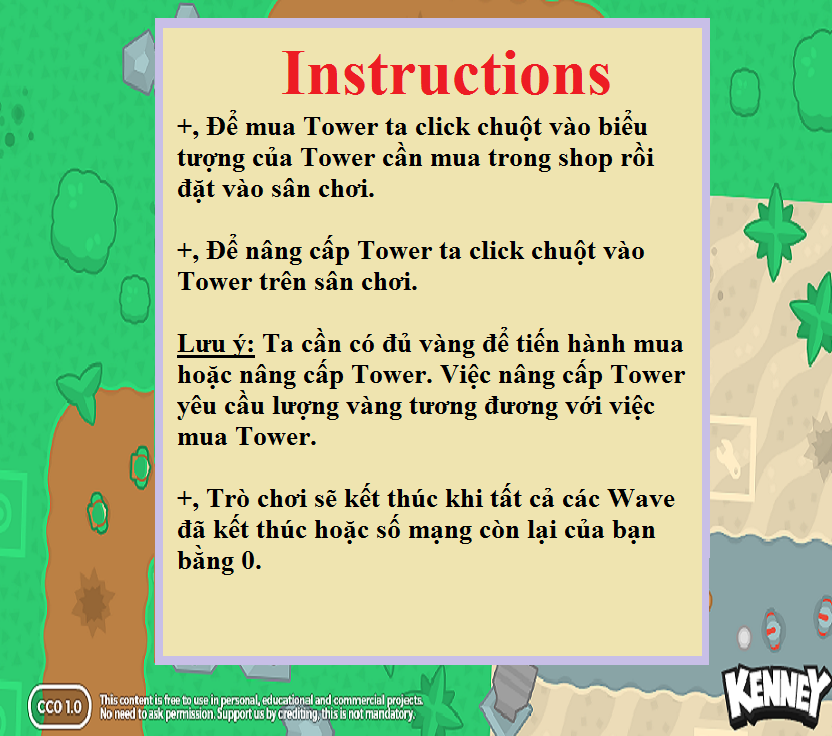 Instructions
+, Để mua Tower ta click chuột vào biểu
tượng của Tower cần mua trong shop rồi
đặt vào sân chơi.
+, Để nâng cấp Tower ta click chuột vào
Tower trên sân chơi.
Lưu ý: Ta cần có đủ vàng để tiến hành mua
hoặc nâng cấp Tower. Việc nâng cấp Tower
yêu cầu lượng vàng tương đương với việc
mua Tower.
+, Trò chơi sẽ kết thúc khi tất cả các Wave
đã kết thúc hoặc số mạng còn lại của bạn
bằng 0.
CC0 1.0
This content is free to use in personal, educational and commercial projects.
No need to ask permission. Support us by crediting, this is not mandatory.
KENNEY